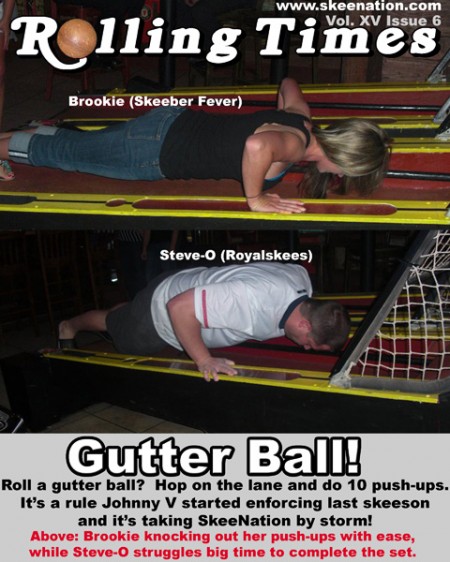 www.skeenation.com
Vol. XV Issue 6
Rolling Times
Brookie (Skeeber Fever)
Steve-O (Royalskees)
Gutter Ball!
Roll a gutter ball? Hop on the lane and do 10 push-ups.
It's a rule Johnny V started enforcing last skeeson
and it's taking SkeeNation by storm!
Above: Brookie knocking out her push-ups with ease,
while Steve-O struggles big time to complete the set.